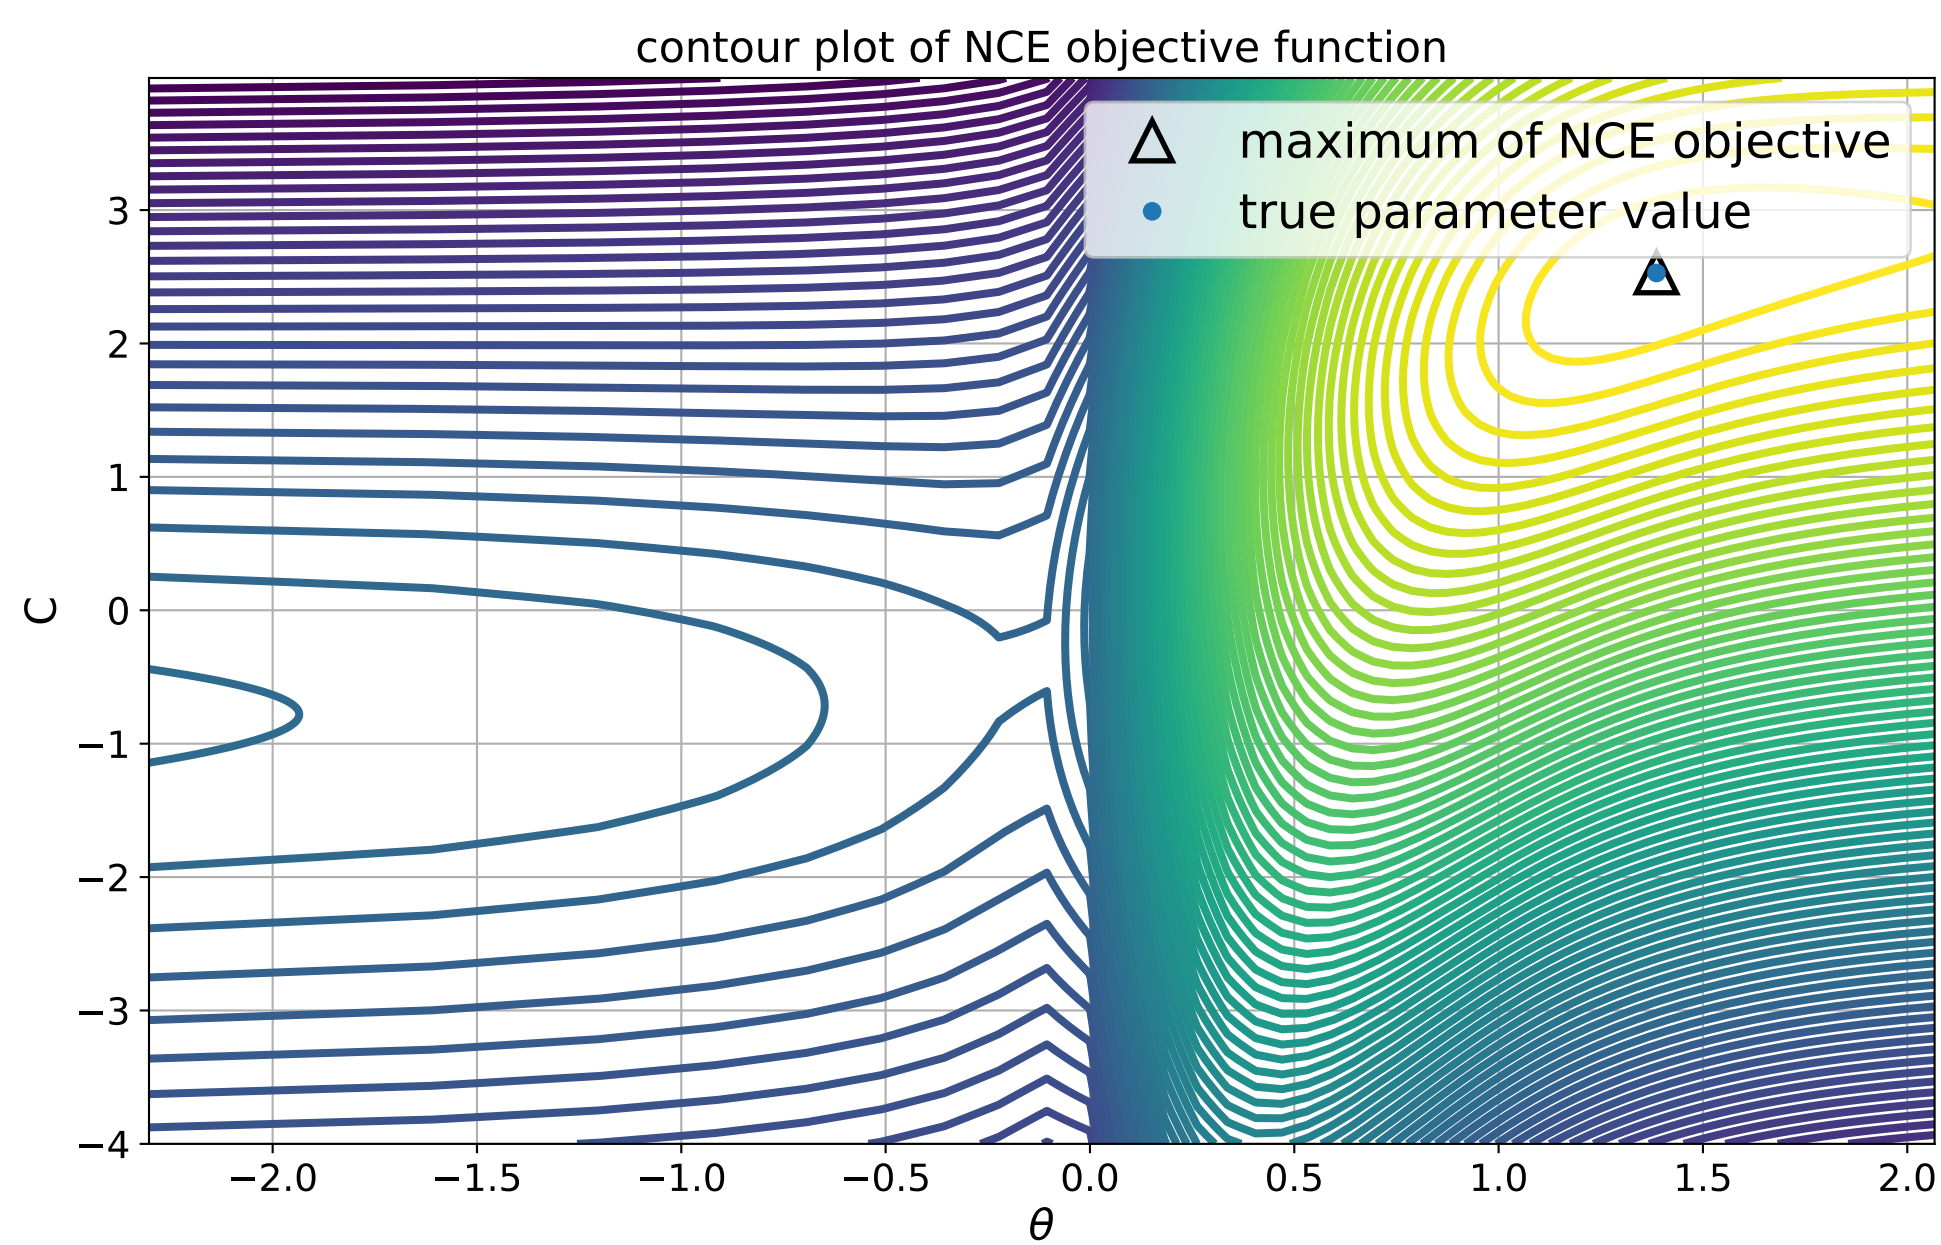 contour plot of NCE objective function
maximum of NCE objective
true parameter value
C
3
2
1
0
−1
−2
−3
−4
−2.0 −1.5 −1.0 −0.5 0.0 0.5 1.0 1.5 2.0
θ